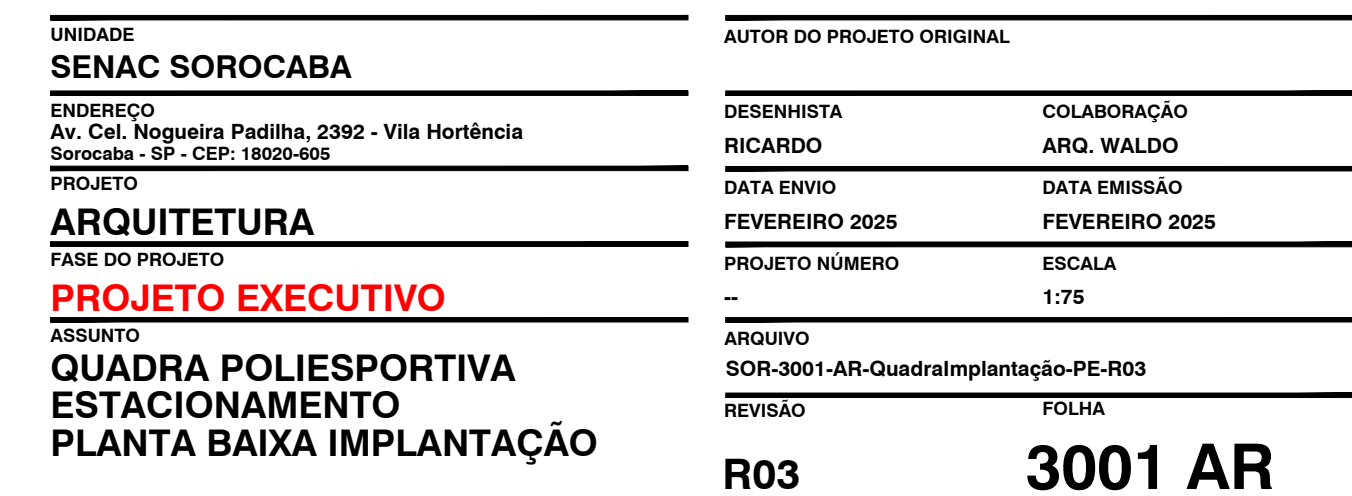 UNIDADE
SENAC SOROCABA
ENDEREÇO
Av. Cel. Nogueira Padilha, 2392 - Vila Hortência
Sorocaba - SP - CEP: 18020-605
PROJETO
ARQUITETURA
FASE DO PROJETO
PROJETO EXECUTIVO
ASSUNTO
QUADRA POLIESPORTIVA
ESTACIONAMENTO
PLANTA BAIXA IMPLANTAÇÃO
AUTOR DO PROJETO ORIGINAL
DESENHISTA COLABORAÇÃO
RICARDO ARQ. WALDO
DATA ENVIO DATA EMISSÃO
FEVEREIRO 2025 FEVEREIRO 2025
PROJETO NÚMERO ESCALA
-- 1:75
ARQUIVO
SOR-3001-AR-QuadraImplantação-PE-R03
REVISÃO FOLHA
R03 3001 AR